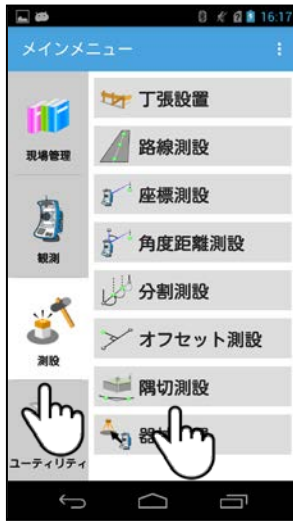 16:17
メインメニュー
現場管理
観測
測設
ユーティリティ
丁張設置
路線測設
座標測設
角度距離測設
分割測設
オフセット測設
隅切測設